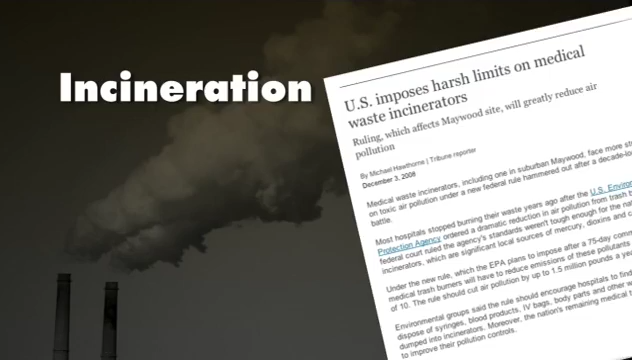 Incineration
U.S. imposes harsh limits on medical
waste incinerators
Ruling, which affects Maywood site, will greatly reduce air
pollution
By Michael Hawthorne | Tribune reporter
December 3, 2008
Medical waste incinerators, including one in suburban Maywood, face more
on toxic air pollution under a new federal rule hammered out after a
battle.
Most hospitals stopped burning their waste years ago after the U.S.
Protection Agency ordered a dramatic reduction in air pollution from trash
federal court ruled the agency's standards weren't tough enough for the
incinerators, which are significant local sources of mercury, dioxins and
Under the new rule, which the EPA plans to impose after a 75-day
medical trash burners will have to reduce emissions of these pollutants
of 10. The rule should cut air pollution by up to 1.5 million pounds a
Environmental groups said the rule should encourage hospitals to
dispose of syringes, blood products, IV bags, body parts and other
dumped into incinerators. Moreover, the nation's remaining medical
to improve their pollution controls.